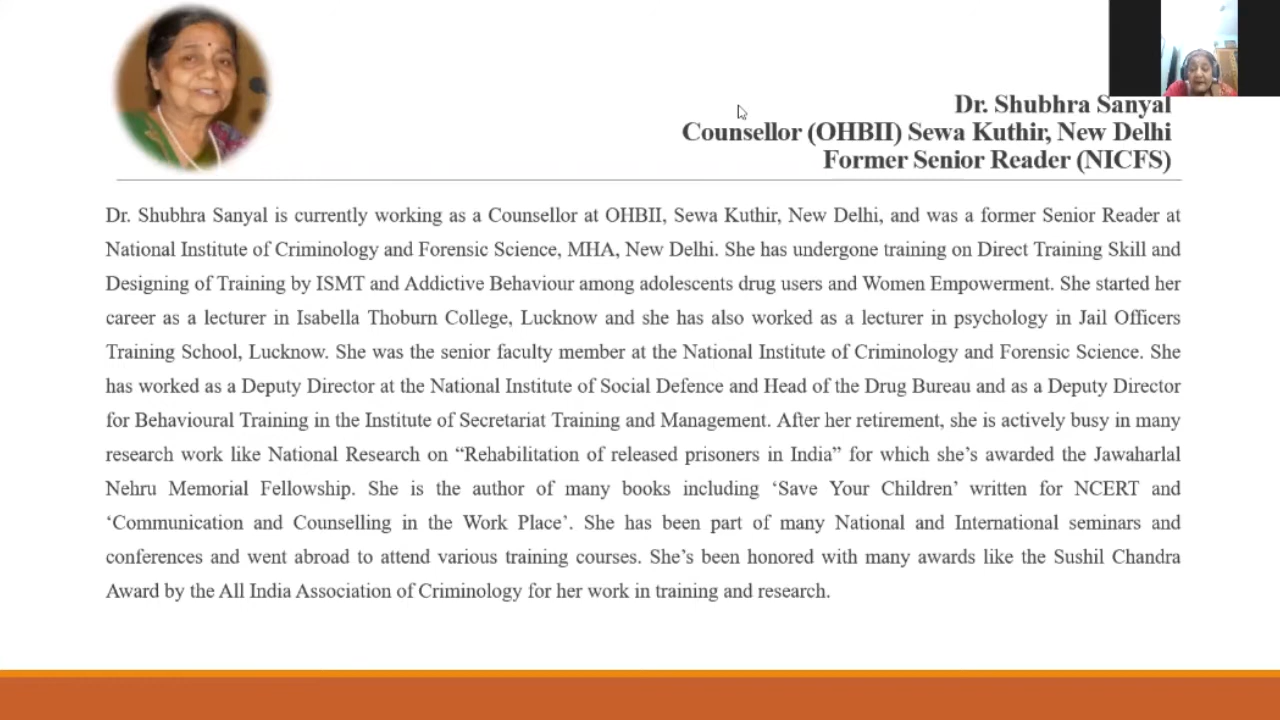 Dr. Shubhra Sanyal
Counsellor (OHBII) Sewa Kuthir, New Delhi
Former Senior Reader (NICFS)
Dr. Shubhra Sanyal is currently working as a Counsellor at OHBII, Sewa Kuthir, New Delhi, and was a former Senior Reader at
National Institute of Criminology and Forensic Science, MHA, New Delhi. She has undergone training on Direct Training Skill and
Designing of Training by ISMT and Addictive Behaviour among adolescents drug users and Women Empowerment. She started her
career as a lecturer in Isabella Thoburn College, Lucknow and she has also worked as a lecturer in psychology in Jail Officers
Training School, Lucknow. She was the senior faculty member at the National Institute of Criminology and Forensic Science. She
has worked as a Deputy Director at the National Institute of Social Defence and Head of the Drug Bureau and as a Deputy Director
for Behavioural Training in the Institute of Secretariat Training and Management. After her retirement, she is actively busy in many
research work like National Research on “Rehabilitation of released prisoners in India” for which she’s awarded the Jawaharlal
Nehru Memorial Fellowship. She is the author of many books including ‘Save Your Children’ written for NCERT and
‘Communication and Counselling in the Work Place’. She has been part of many National and International seminars and
conferences and went abroad to attend various training courses. She’s been honored with many awards like the Sushil Chandra
Award by the All India Association of Criminology for her work in training and research.